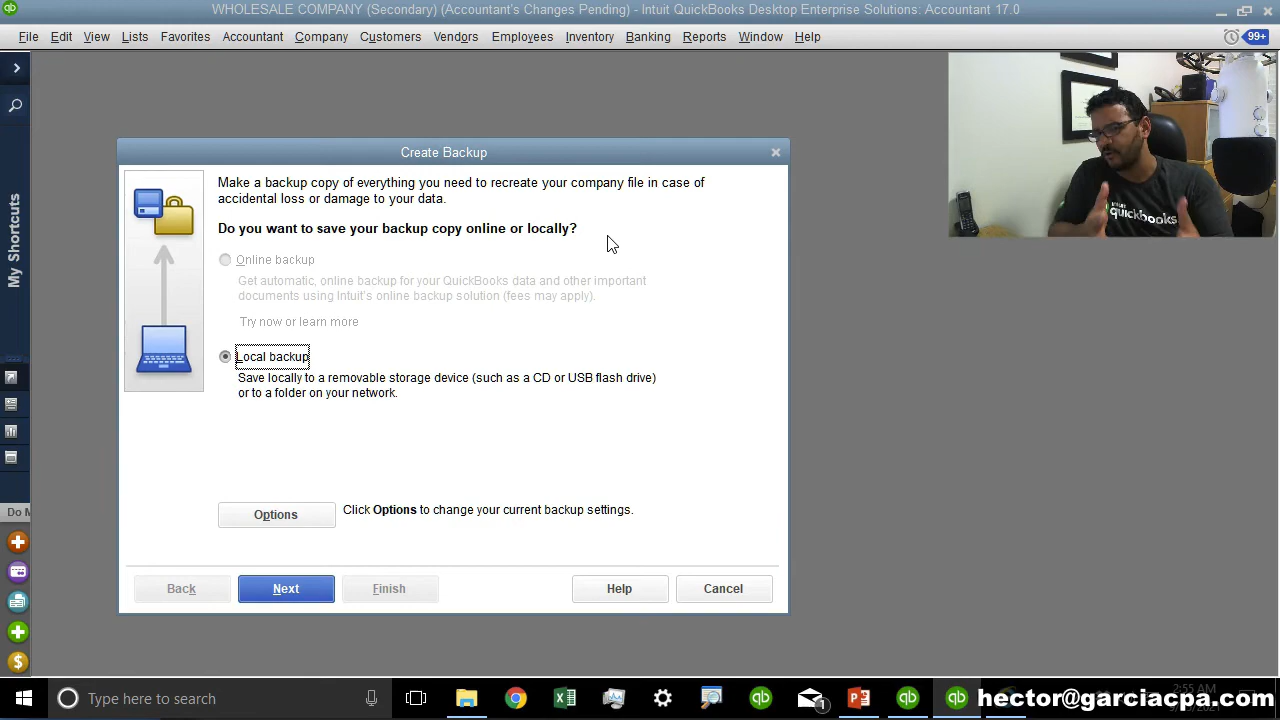 WHOLESALE COMPANY (Secondary) (Accountant's Changes Pending) - Intuit QuickBooks Desktop Enterprise Solutions: Accountant 17.0
File Edit View Lists Favorites Accountant Company Customers Vendors Employees Inventory Banking Reports Window Help
99+
My Shortcuts
Do M
quickbooks
Create Backup
Make a backup copy of everything you need to recreate your company file in case of
accidental loss or damage to your data.
Do you want to save your backup copy online or locally?
Online backup
Get automatic, online backup for your QuickBooks data and other important
documents using Intuit's online backup solution (fees may apply).
Try now or learn more
Local backup
Save locally to a removable storage device (such as a CD or USB flash drive)
or to a folder on your network.
Options
Click Options to change your current backup settings.
Back Next Finish Help Cancel
Type here to search
1
2:55 AM
hector@garciacpa.com